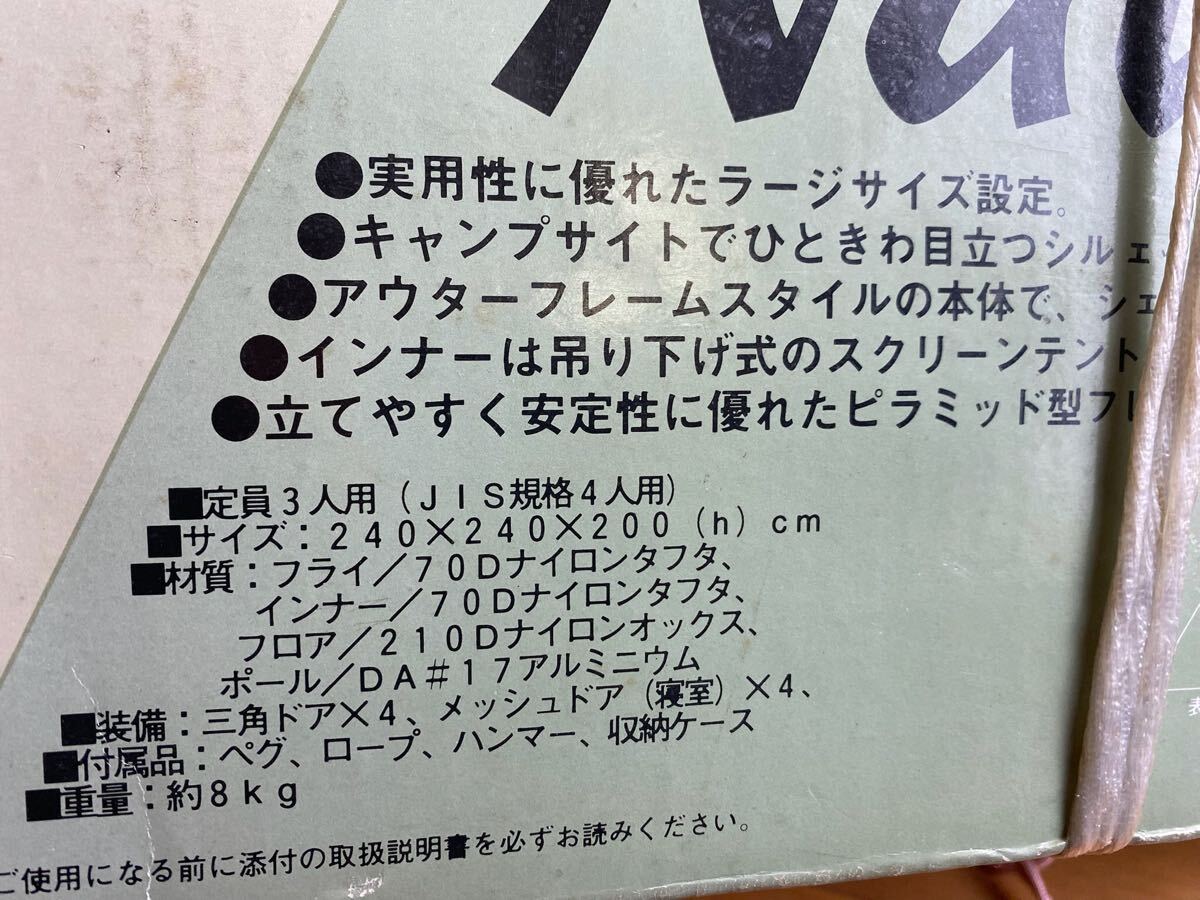 ●実用性に優れたラージサイズ設定。
●キャンプサイトでひときわ目立つシルエ
●アウターフレームスタイルの本体で、シェ
●インナーは吊り下げ式のスクリーンテント
●立てやすく安定性に優れたピラミッド型フレ
■定員3人用(JIS規格4人用)
■サイズ:240×240×200(h)cm
■材質:フライ/70Dナイロンタフタ、
インナー/70Dナイロンタフタ、
フロア/210Dナイロンオックス、
ポール/DA#17アルミニウム
■装備:三角ドア×4、メッシュドア(寝室)×4、
■付属品:ペグ、ロープ、ハンマー、収納ケース
■重量:約8kg
ご使用になる前に添付の取扱説明書を必ずお読みください。